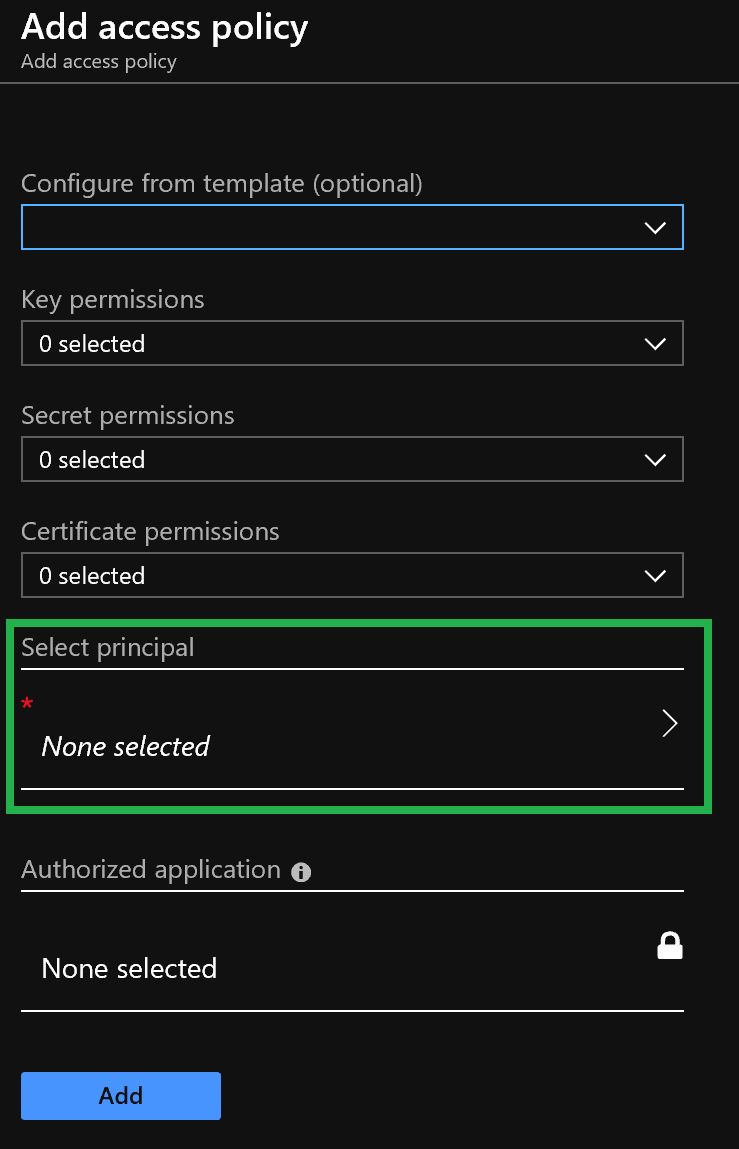 Add access policy
Add access policy
Configure from template (optional)
Key permissions
0 selected
Secret permissions
0 selected
Certificate permissions
0 selected
Select principal
*
None selected
Authorized application
None selected
Add